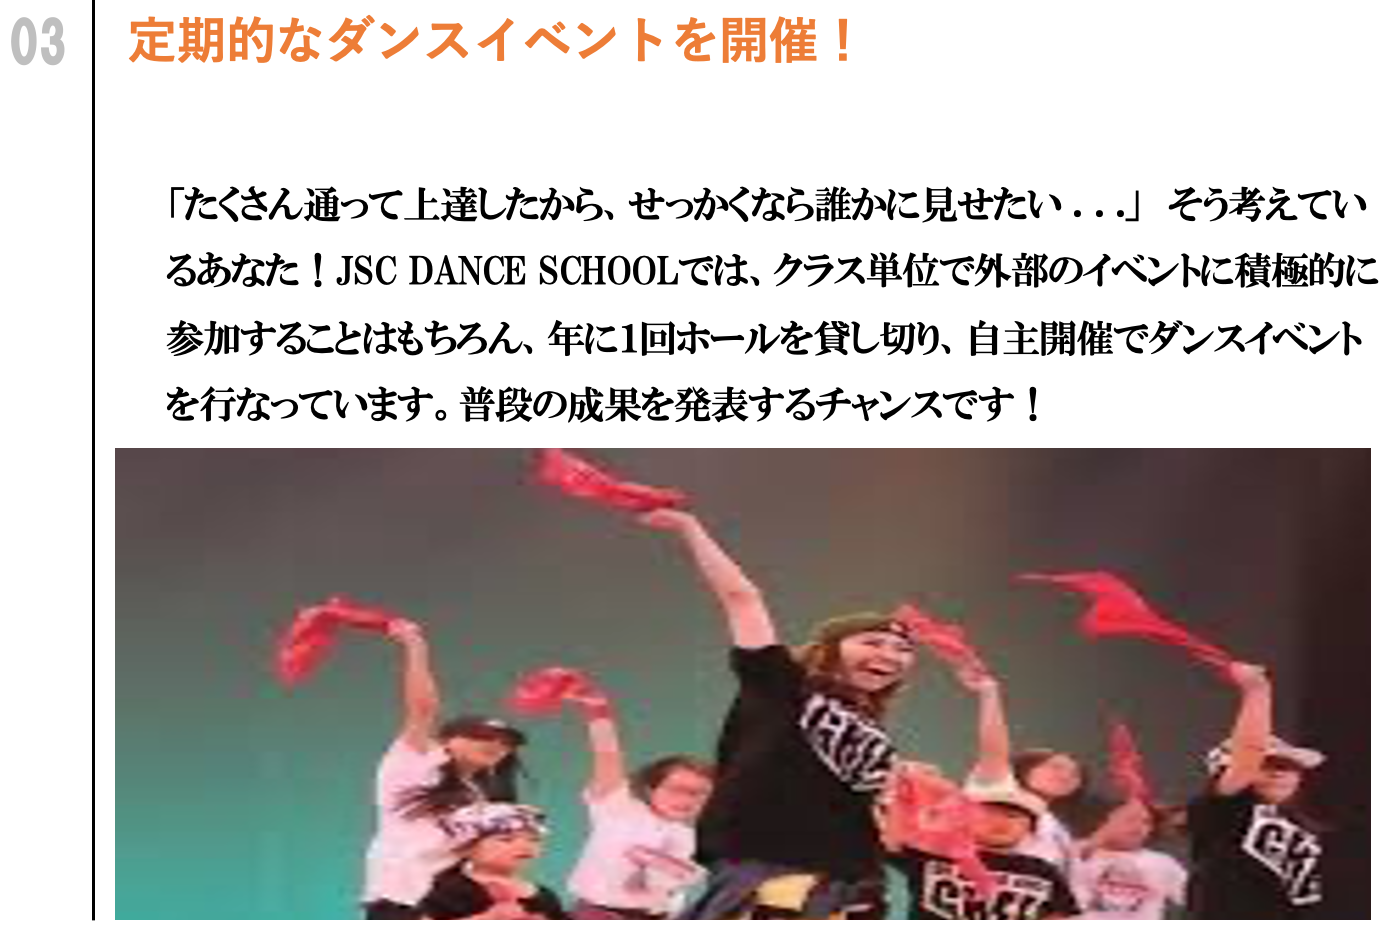 03
定期的なダンスイベントを開催！
「たくさん通って上達したから、せっかくなら誰かに見せたい...」 そう考えてい
るあなた！JSC DANCE SCHOOLでは、クラス単位で外部のイベントに積極的に
参加することはもちろん、年に1回ホールを貸し切り、自主開催でダンスイベント
を行なっています。普段の成果を発表するチャンスです！